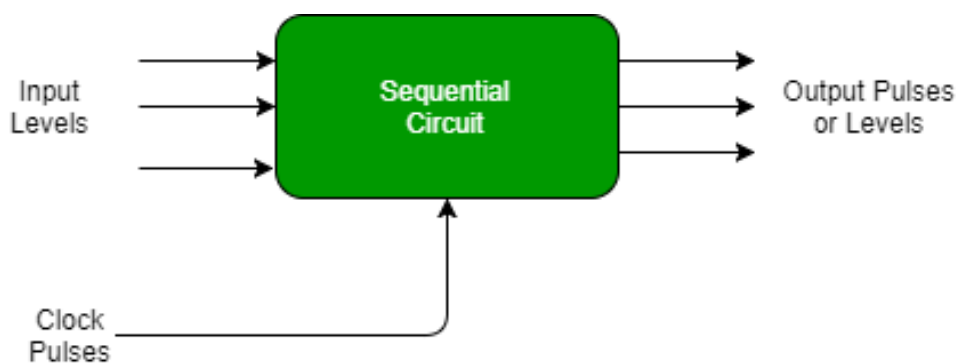 Input
Levels
Sequential
Circuit
Output Pulses
or Levels
Clock
Pulses